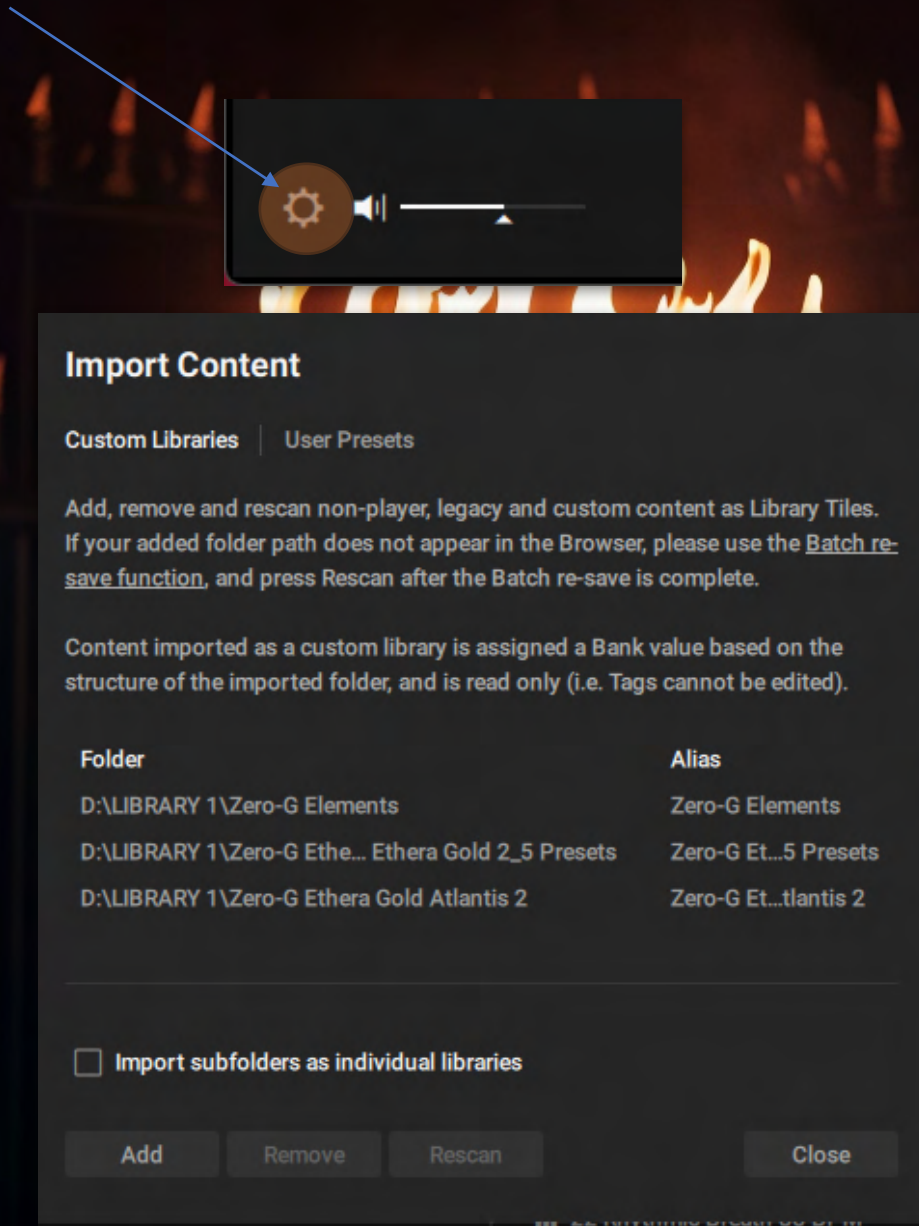 Import Content
Custom Libraries | User Presets
Add, remove and rescan non-player, legacy and custom content as Library Tiles.
If your added folder path does not appear in the Browser, please use the Batch re-
save function, and press Rescan after the Batch re-save is complete.
Content imported as a custom library is assigned a Bank value based on the
structure of the imported folder, and is read only (i.e. Tags cannot be edited).
Folder Alias
D:\LIBRARY 1\Zero-G Elements Zero-G Elements
D:\LIBRARY 1\Zero-G Ethe... Ethera Gold 2_5 Presets Zero-G Et...5 Presets
D:\LIBRARY 1\Zero-G Ethera Gold Atlantis 2 Zero-G Et...tlantis 2
Import subfolders as individual libraries
Add Remove Rescan Close